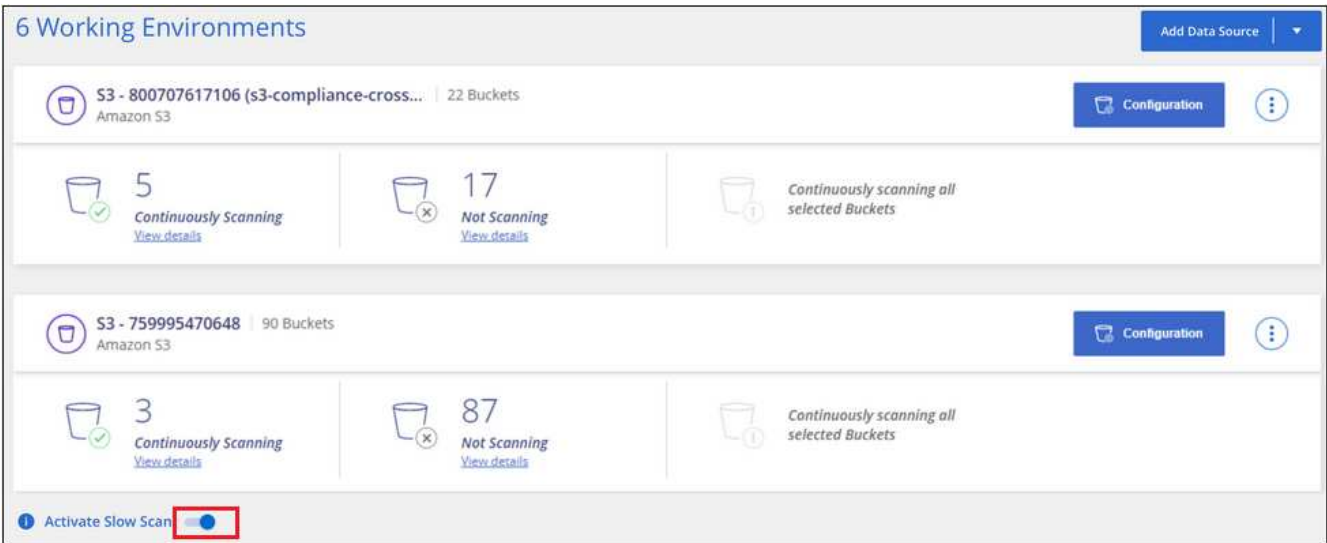 6 Working Environments
Add Data Source
S3 - 800707617106 (s3-compliance-cross... | 22 Buckets
Amazon S3
Configuration
5
Continuously Scanning
View details
17
Not Scanning
View details
Continuously scanning all
selected Buckets
S3 - 759995470648 | 90 Buckets
Amazon S3
Configuration
3
Continuously Scanning
View details
87
Not Scanning
View details
Continuously scanning all
selected Buckets
Activate Slow Scan